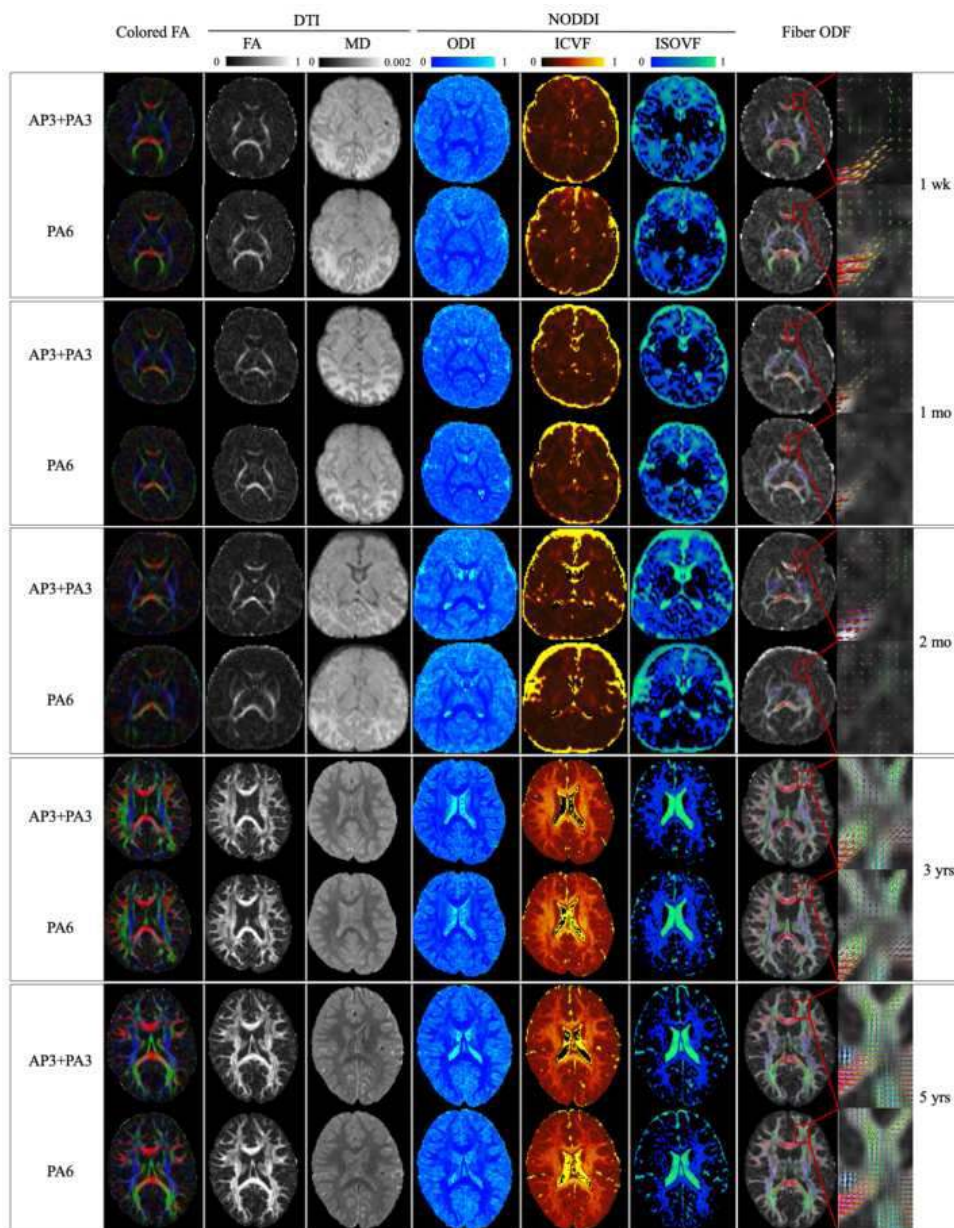 Colored FA DTI NODDI Fiber ODF
FA MD ODI ICVF ISOVF
0 1 0 0.002 0 1 0 1 0 1
AP3+PA3
1 wk
PA6
AP3+PA3
1 mo
PA6
AP3+PA3
2 mo
PA6
AP3+PA3
3 yrs
PA6
AP3+PA3
5 yrs
PA6